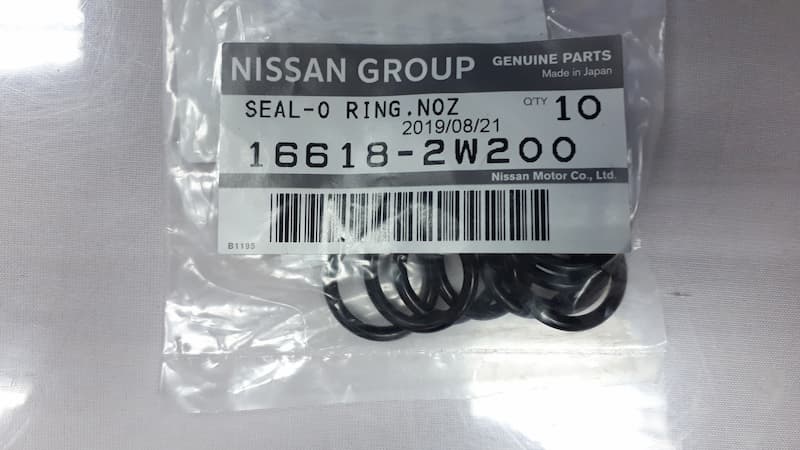 NISSAN GROUP GENUINE PARTS
Made in Japan
SEAL-O RING.NOZ QTY 10
2019/08/21
16618-2W200
Nissan Motor Co., Ltd.
B1195